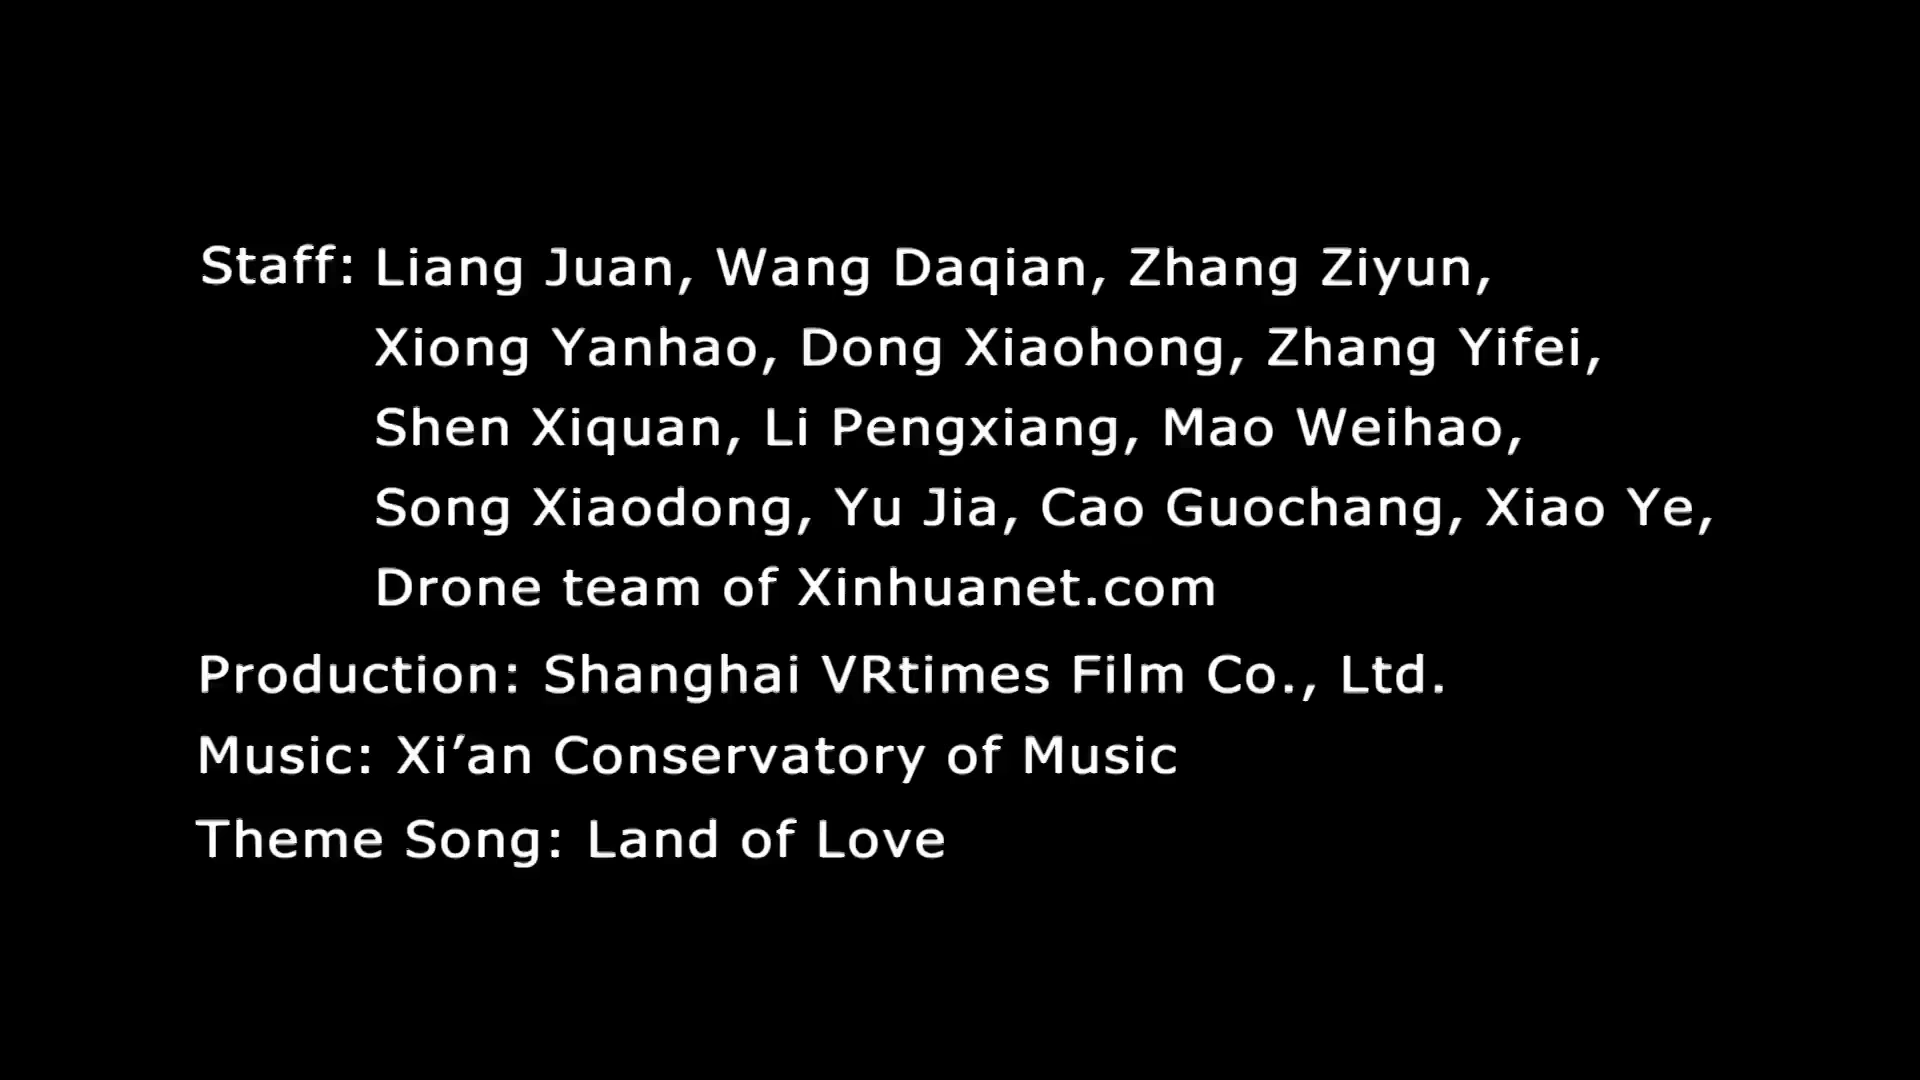 Staff: Liang Juan, Wang Daqian, Zhang Ziyun,
Xiong Yanhao, Dong Xiaohong, Zhang Yifei,
Shen Xiquan, Li Pengxiang, Mao Weihao,
Song Xiaodong, Yu Jia, Cao Guochang, Xiao Ye,
Drone team of Xinhuanet.com
Production: Shanghai VRtimes Film Co., Ltd.
Music: Xi’an Conservatory of Music
Theme Song: Land of Love